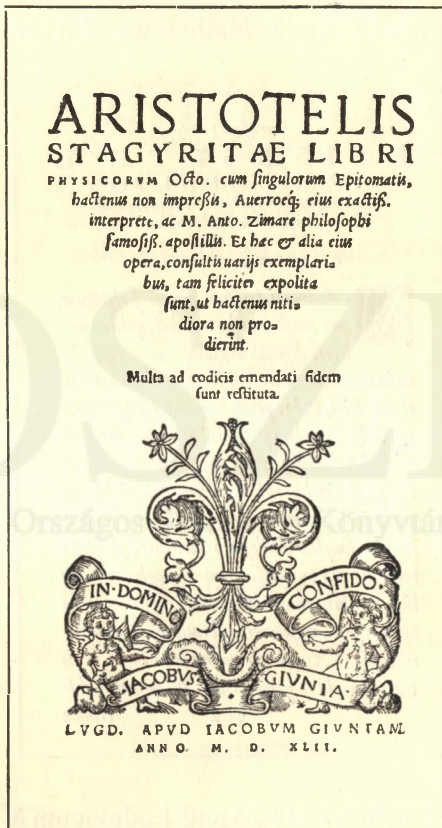 ARISTOTELIS
STAGYRITAE LIBRI
PHYSICORVM Octo. cum singulorum Epitomatis,
hactenus non impreßis, Auerroeq; eius exactiß.
interprete, ac M. Anto. Zimare philosophi
famosiß. apostillis. Et hæc & alia eius
opera, consultis uarijs exemplari=
bus, tam feliciter expolita
sunt, ut hactenus niti=
diora non pro=
dierint.
Multa ad codicis emendati fidem
sunt restituta.
OSZK
Országos Könyvtár
IN · DOMINO
CONFIDO ·
· IACOBVS ·
GIVNTA ·
LVGD. APVD IACOBVM GIVNTAM
ANNO M. D. XLII.